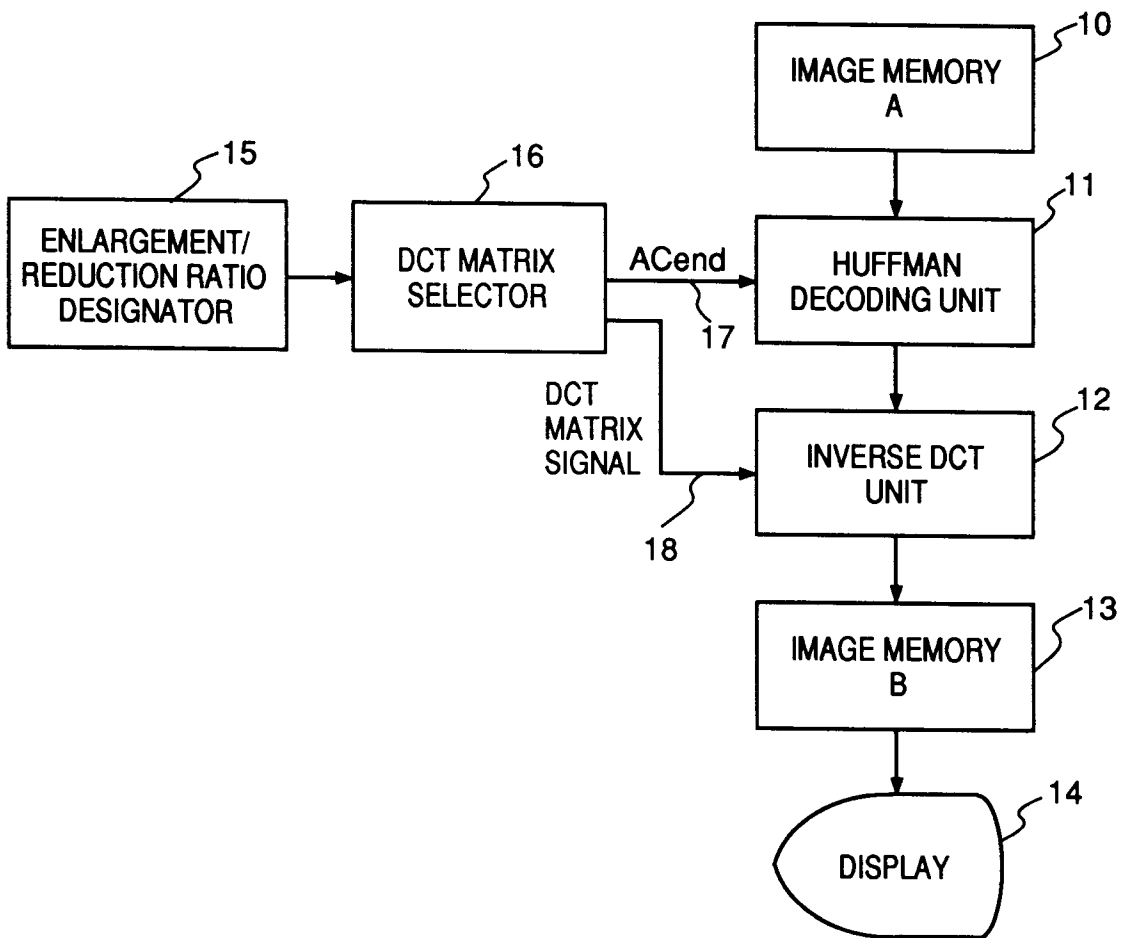 10
IMAGE MEMORY
A
15
16
11
ENLARGEMENT/
REDUCTION RATIO
DESIGNATOR
DCT MATRIX
SELECTOR
ACend
17
HUFFMAN
DECODING UNIT
DCT
MATRIX
SIGNAL
18
12
INVERSE DCT
UNIT
13
IMAGE MEMORY
B
14
DISPLAY